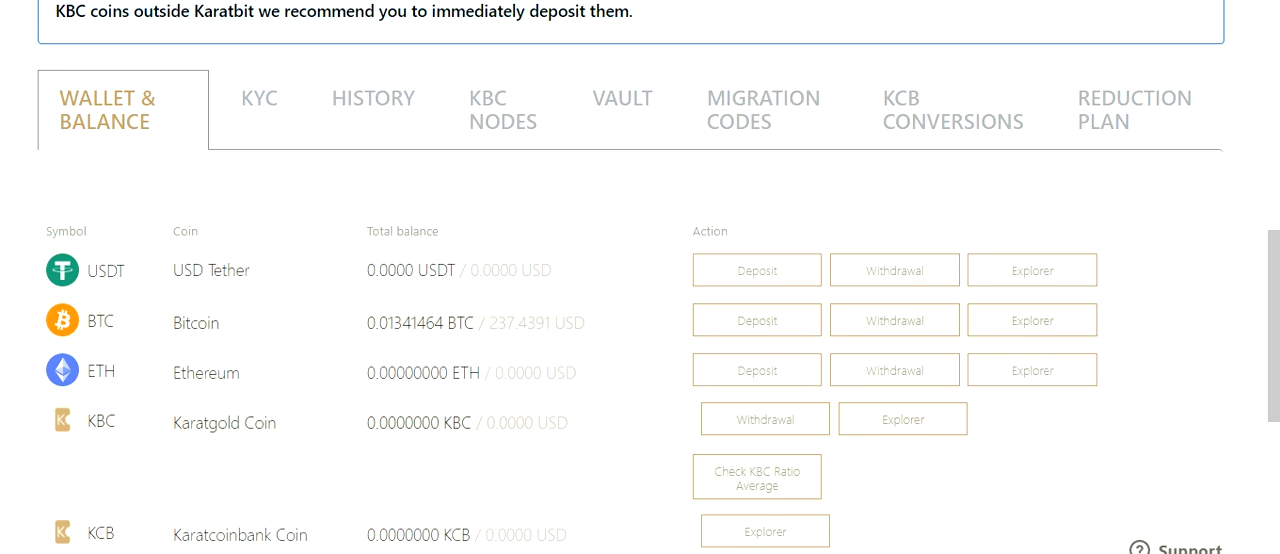 KBC coins outside Karatbit we recommend you to immediately deposit them.
WALLET & BALANCE
KYC
HISTORY
KBC NODES
VAULT
MIGRATION CODES
KCB CONVERSIONS
REDUCTION PLAN
Symbol Coin Total balance Action
USDT USD Tether 0.0000 USDT / 0.0000 USD Deposit Withdrawal Explorer
BTC Bitcoin 0.01341464 BTC / 237.4391 USD Deposit Withdrawal Explorer
ETH Ethereum 0.00000000 ETH / 0.0000 USD Deposit Withdrawal Explorer
KBC Karatgold Coin 0.0000000 KBC / 0.0000 USD Withdrawal Explorer
Check KBC Ratio
Average
KCB Karatcoinbank Coin 0.0000000 KCB / 0.0000 USD Explorer
Support